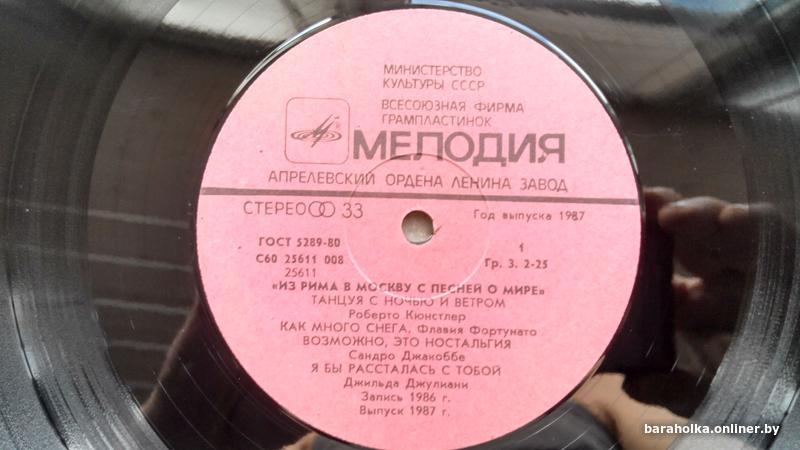 МИНИСТЕРСТВО
КУЛЬТУРЫ СССР
ВСЕСОЮЗНАЯ ФИРМА
ГРАМПЛАСТИНОК
МЕЛОДИЯ
АПРЕЛЕВСКИЙ ОРДЕНА ЛЕНИНА ЗАВОД
СТЕРЕО 33
Год выпуска 1987
ГОСТ 5289-80
1
С60 25611 008
Гр. 3. 2-25
25611
«ИЗ РИМА В МОСКВУ С ПЕСНЕЙ О МИРЕ»
ТАНЦУЯ С НОЧЬЮ И ВЕТРОМ
Роберто Кюнстлер
КАК МНОГО СНЕГА, Флавия Фортунато
ВОЗМОЖНО, ЭТО НОСТАЛЬГИЯ
Сандро Джакоббе
Я БЫ РАССТАЛАСЬ С ТОБОЙ
Джильда Джулиани
Запись 1986 г.
Выпуск 1987 г.
baraholka.onliner.by